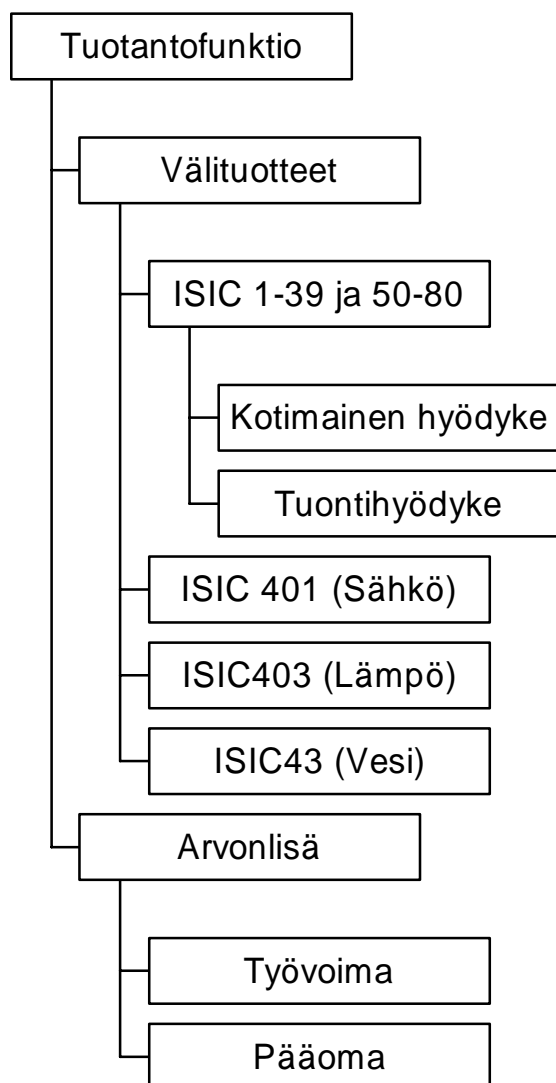 Tuotantofunktio
Välituotteet
ISIC 1-39 ja 50-80
Kotimainen hyödyke
Tuontihyödyke
ISIC 401 (Sähkö)
ISIC403 (Lämpö)
ISIC43 (Vesi)
Arvonlisä
Työvoima
Pääoma